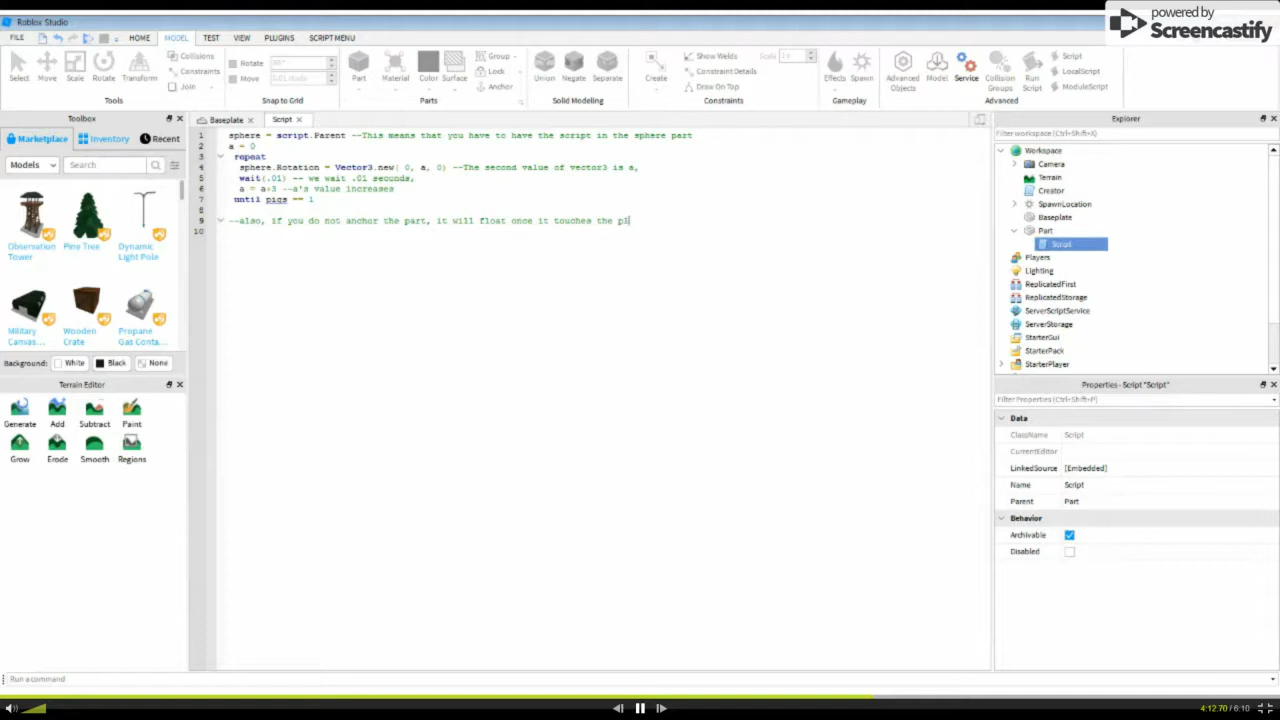 powered by
Screencastify
Roblox Studio
FILE HOME MODEL TEST VIEW PLUGINS SCRIPT MENU
Select Move Scale Rotate Transform
Collisions
Constraints
Join
Tools
Rotate
Move
Snap to Grid
Part Material Color Surface
Group
Lock
Anchor
Parts
Union Negate Separate
Solid Modeling
Create
Show Welds
Constraint Details
Draw On Top
Scale 1x
Constraints
Effects Spawn
Gameplay
Advanced Objects
Model
Service
Collision Groups
Run Script
Script
LocalScript
ModuleScript
Advanced
Toolbox
Marketplace Inventory Recent
Models Search
Observation Tower
Pine Tree
Dynamic Light Pole
Military Canvas...
Wooden Crate
Propane Gas Conta...
Background: White Black None
Terrain Editor
Generate Add Subtract Paint
Grow Erode Smooth Regions
Baseplate Script
1 sphere = script.Parent --This means that you have to have the script in the sphere part
2 a = 0
3 repeat
4 sphere.Rotation = Vector3.new( 0, a, 0) --The second value of vector3 is a,
5 wait(.01) -- we wait .01 seconds,
6 a = a+3 --a's value increases
7 until pigs == 1
8
9 --also, if you do not anchor the part, it will float once it touches the pl
10
Explorer
Filter workspace (Ctrl+Shift+X)
Workspace
Camera
Terrain
Creator
SpawnLocation
Baseplate
Part
Script
Players
Lighting
ReplicatedFirst
ReplicatedStorage
ServerScriptService
ServerStorage
StarterGui
StarterPack
StarterPlayer
Properties - Script "Script"
Filter Properties (Ctrl+Shift+P)
Data
ClassName Script
CurrentEditor
LinkedSource [Embedded]
Name Script
Parent Part
Behavior
Archivable
Disabled
Run a command
4:12.70 / 6:10